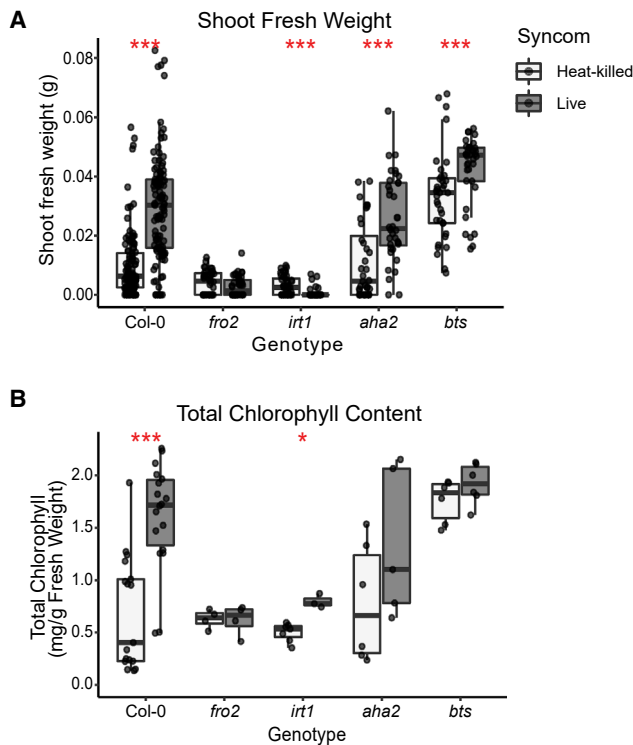 A
Shoot Fresh Weight
*** *** *** ***
Shoot fresh weight (g)
0.08
0.06
0.04
0.02
0.00
Col-0 fro2 irt1 aha2 bts
Genotype
Syncom
Heat-killed
Live
B
Total Chlorophyll Content
*** *
Total Chlorophyll
(mg/g Fresh Weight)
2.0
1.5
1.0
0.5
0.0
Col-0 fro2 irt1 aha2 bts
Genotype